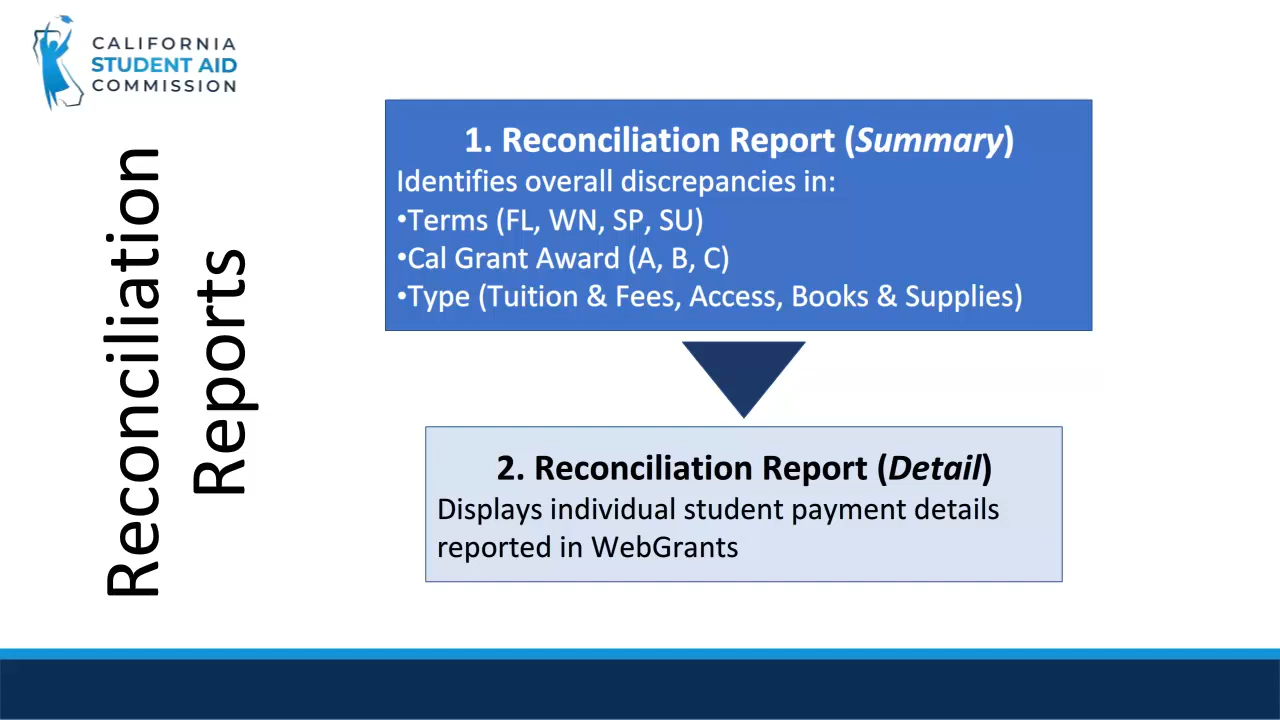 CALIFORNIA
STUDENT AID
COMMISSION
Reconciliation
Reports
1. Reconciliation Report (Summary)
Identifies overall discrepancies in:
•Terms (FL, WN, SP, SU)
•Cal Grant Award (A, B, C)
•Type (Tuition & Fees, Access, Books & Supplies)
2. Reconciliation Report (Detail)
Displays individual student payment details
reported in WebGrants